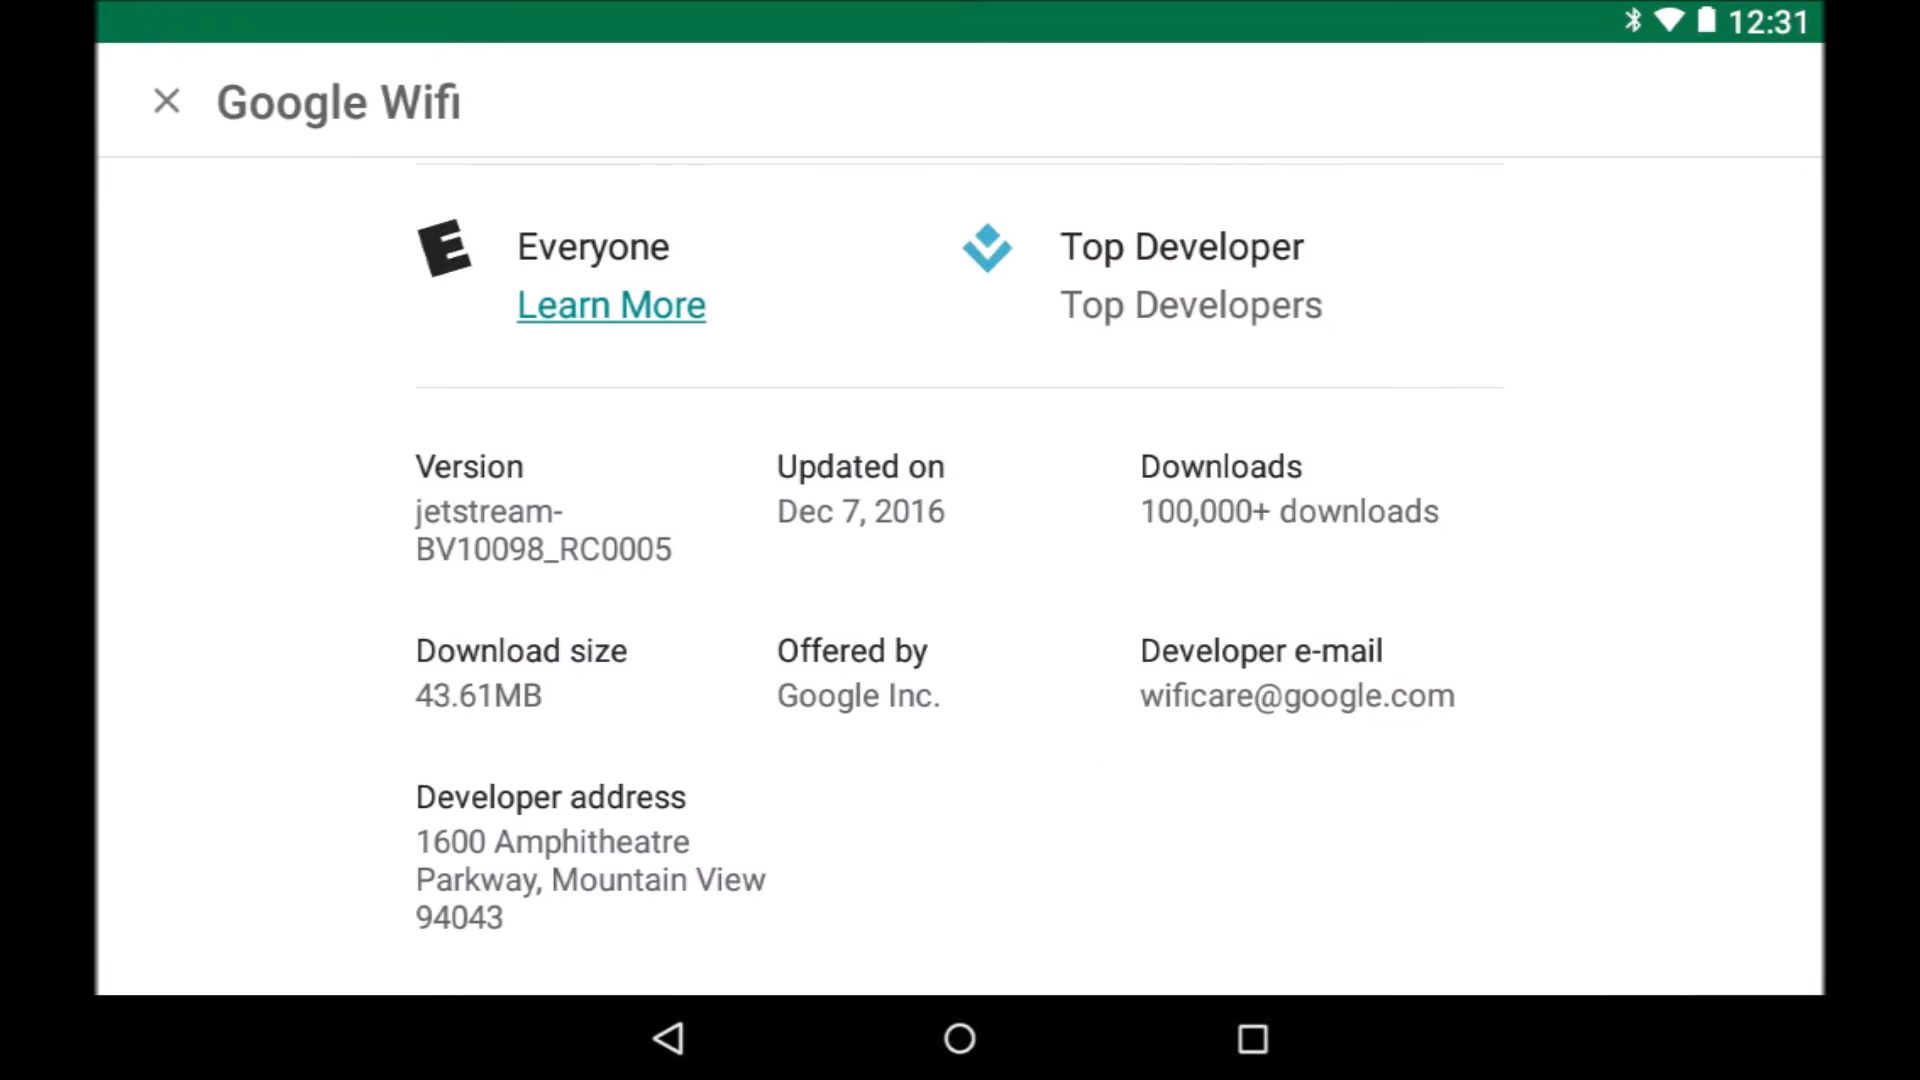 12:31
Google Wifi
E
Everyone
Learn More
Top Developer
Top Developers
Version
jetstream-
BV10098_RC0005
Updated on
Dec 7, 2016
Downloads
100,000+ downloads
Download size
43.61MB
Offered by
Google Inc.
Developer e-mail
wificare@google.com
Developer address
1600 Amphitheatre
Parkway, Mountain View
94043